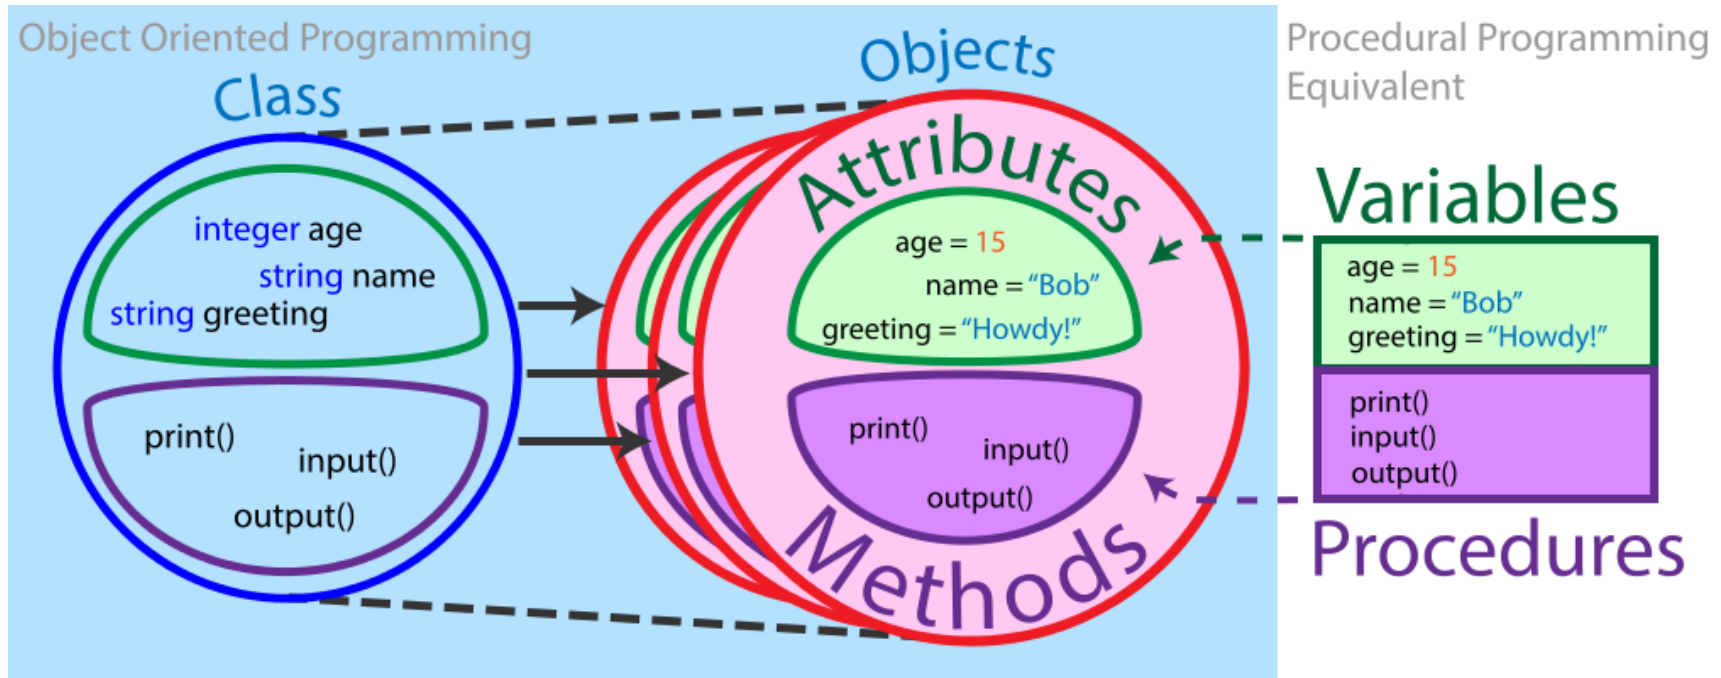 Object Oriented Programming
Class
integer age
string name
string greeting
print()
input()
output()
Objects
Attributes
age = 15
name = “Bob”
greeting = “Howdy!”
print()
input()
output()
Methods
Procedural Programming
Equivalent
Variables
age = 15
name = “Bob”
greeting = “Howdy!”
print()
input()
output()
Procedures